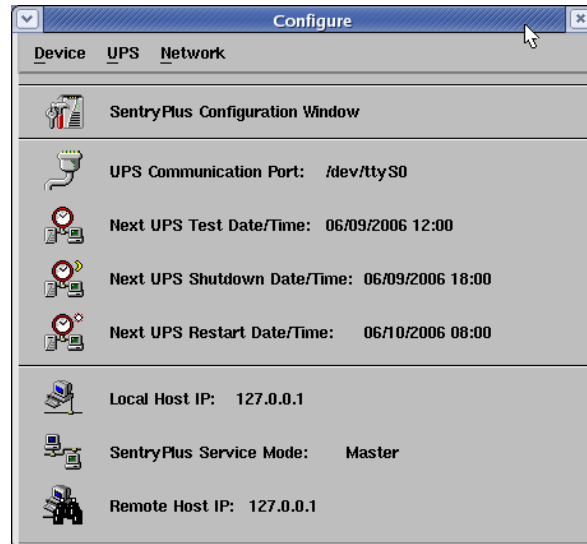 Configure
Device UPS Network
SentryPlus Configuration Window
UPS Communication Port: /dev/ttyS0
Next UPS Test Date/Time: 06/09/2006 12:00
Next UPS Shutdown Date/Time: 06/09/2006 18:00
Next UPS Restart Date/Time: 06/10/2006 08:00
Local Host IP: 127.0.0.1
SentryPlus Service Mode: Master
Remote Host IP: 127.0.0.1